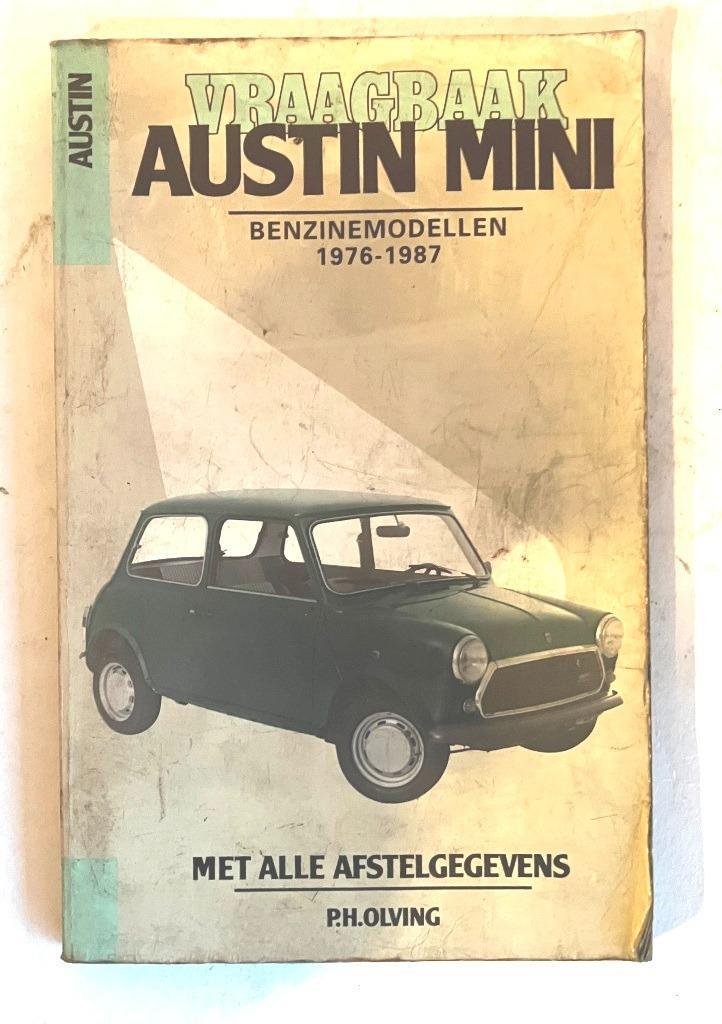 AUSTIN
VRAAGBAAK
AUSTIN MINI
BENZINEMODELLEN
1976-1987
MET ALLE AFSTELGEGEVENS
P.H.OLVING